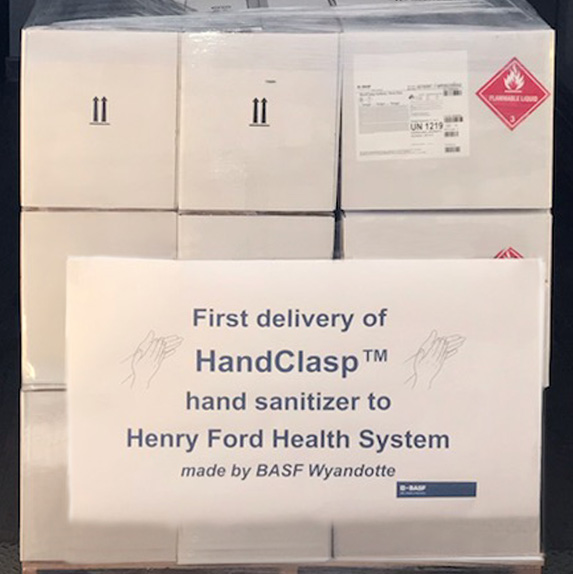 BASF
UN 1219
FLAMMABLE LIQUID
3
First delivery of
HandClasp™
hand sanitizer to
Henry Ford Health System
made by BASF Wyandotte
BASF